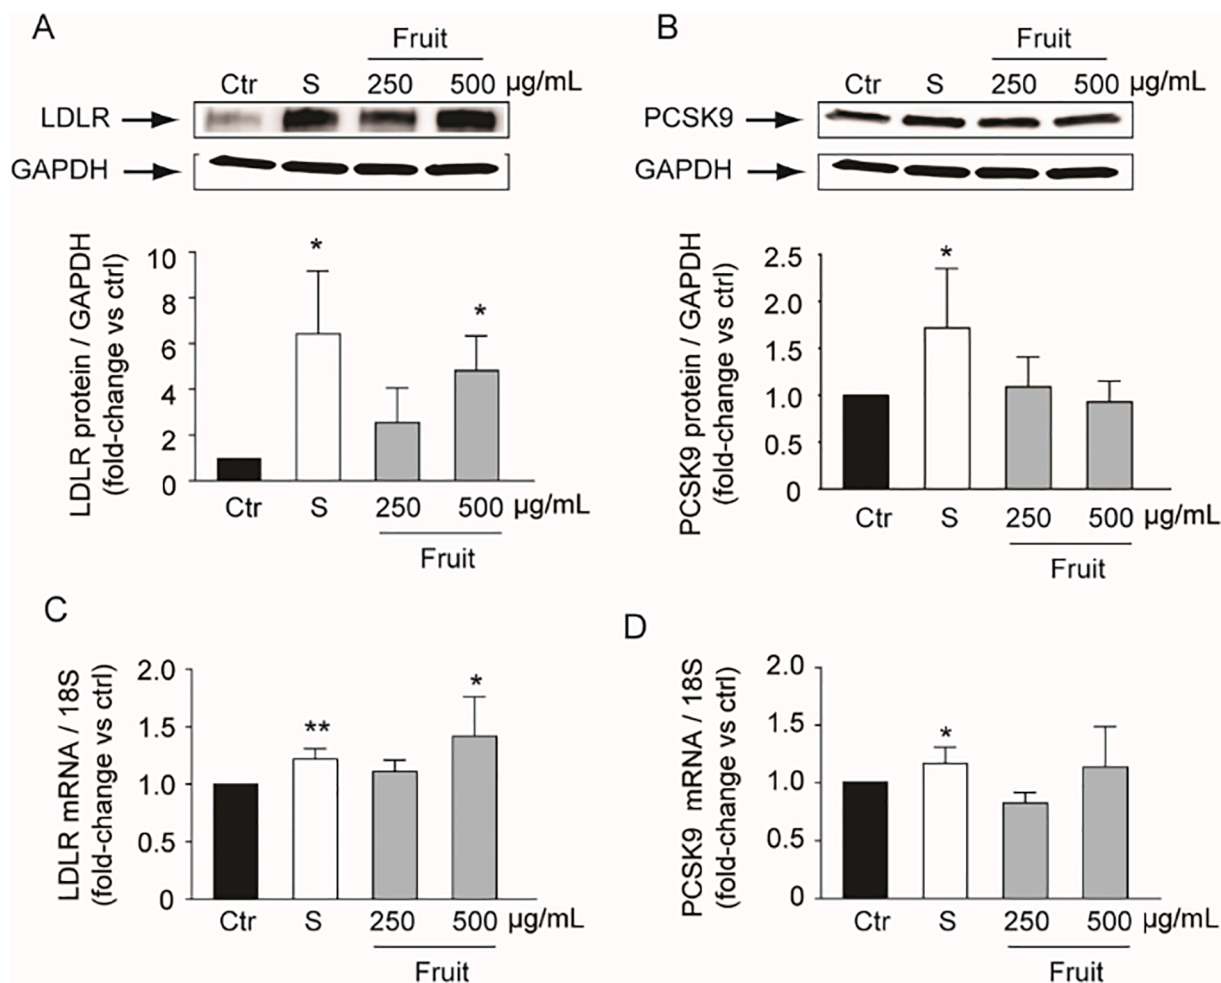 A
Fruit
Ctr S 250 500 µg/mL
LDLR
GAPDH
LDLR protein / GAPDH
(fold-change vs ctrl)
10
8
6
4
2
0
*
*
Ctr S 250 500 µg/mL
Fruit
B
Fruit
Ctr S 250 500 µg/mL
PCSK9
GAPDH
PCSK9 protein / GAPDH
(fold-change vs ctrl)
2.5
2.0
1.5
1.0
0.5
0
*
Ctr S 250 500 µg/mL
Fruit
C
LDLR mRNA / 18S
(fold-change vs ctrl)
2.0
1.5
1.0
0.5
0
**
*
Ctr S 250 500 µg/mL
Fruit
D
PCSK9 mRNA / 18S
(fold-change vs ctrl)
2.0
1.5
1.0
0.5
0
*
Ctr S 250 500 µg/mL
Fruit